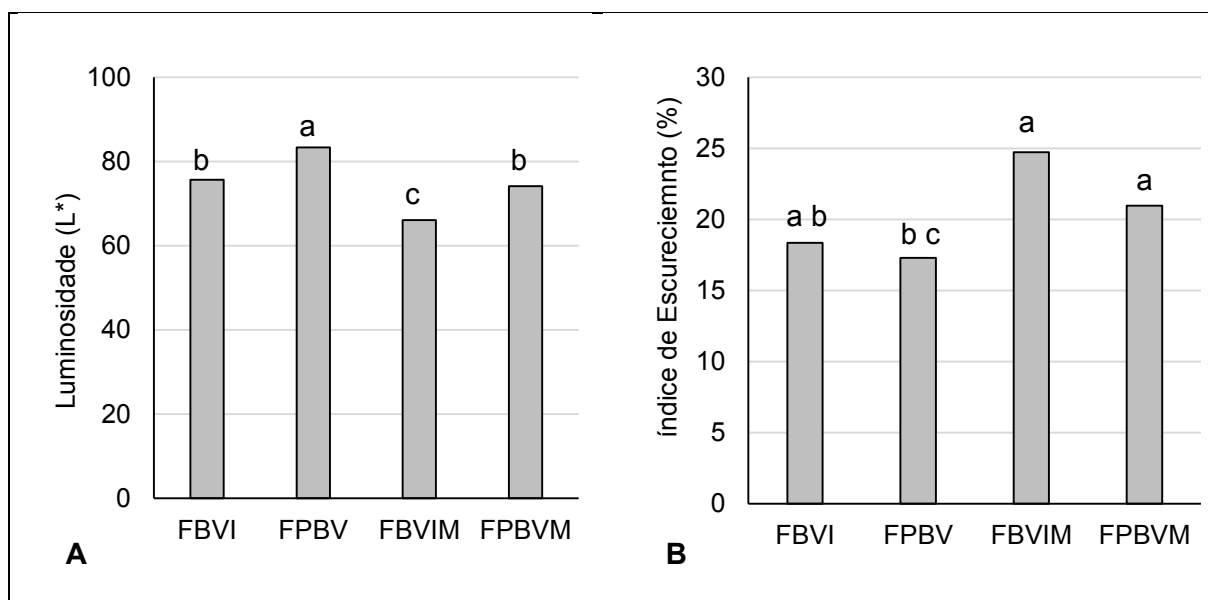 Luminosidade (L*)
100
80
60
40
20
0
b
a
c
b
FBVI FPBV FBVIM FPBVM
A
índice de Escureciemnto (%)
30
25
20
15
10
5
0
a b
b c
a
a
FBVI FPBV FBVIM FPBVM
B